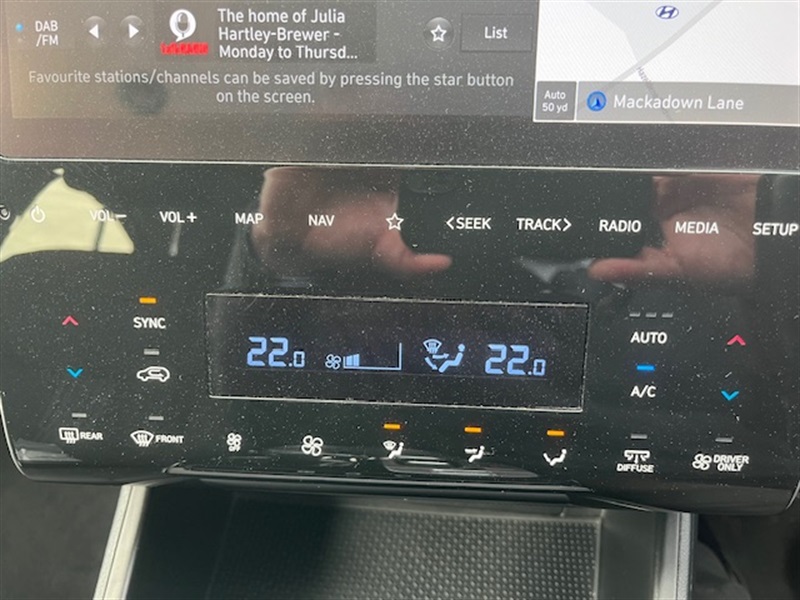 DAB
/FM
The home of Julia
Hartley-Brewer -
Monday to Thursd...
List
Favourite stations/channels can be saved by pressing the star button
on the screen.
Auto
50 yd
Mackadown Lane
VOL−
VOL+
MAP
NAV
<SEEK
TRACK>
RADIO
MEDIA
SETUP
SYNC
22.0
22.0
AUTO
A/C
REAR
FRONT
OFF
DIFFUSE
DRIVER
ONLY